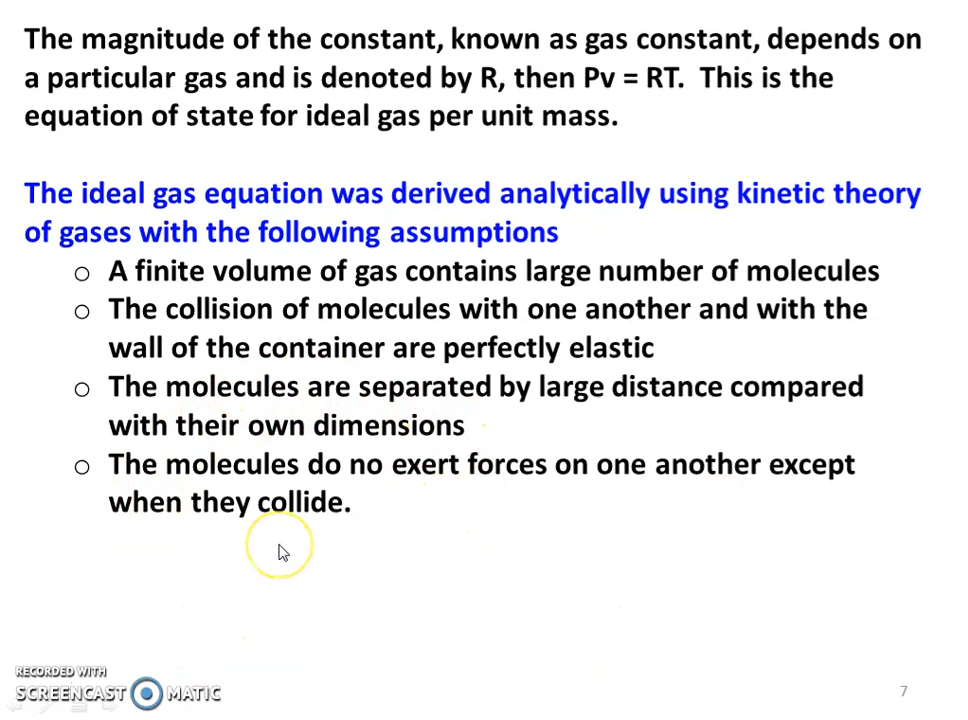 The magnitude of the constant, known as gas constant, depends on
a particular gas and is denoted by R, then Pv = RT. This is the
equation of state for ideal gas per unit mass.
The ideal gas equation was derived analytically using kinetic theory
of gases with the following assumptions
o A finite volume of gas contains large number of molecules
o The collision of molecules with one another and with the
wall of the container are perfectly elastic
o The molecules are separated by large distance compared
with their own dimensions
o The molecules do no exert forces on one another except
when they collide.
RECORDED WITH
SCREENCAST MATIC
7